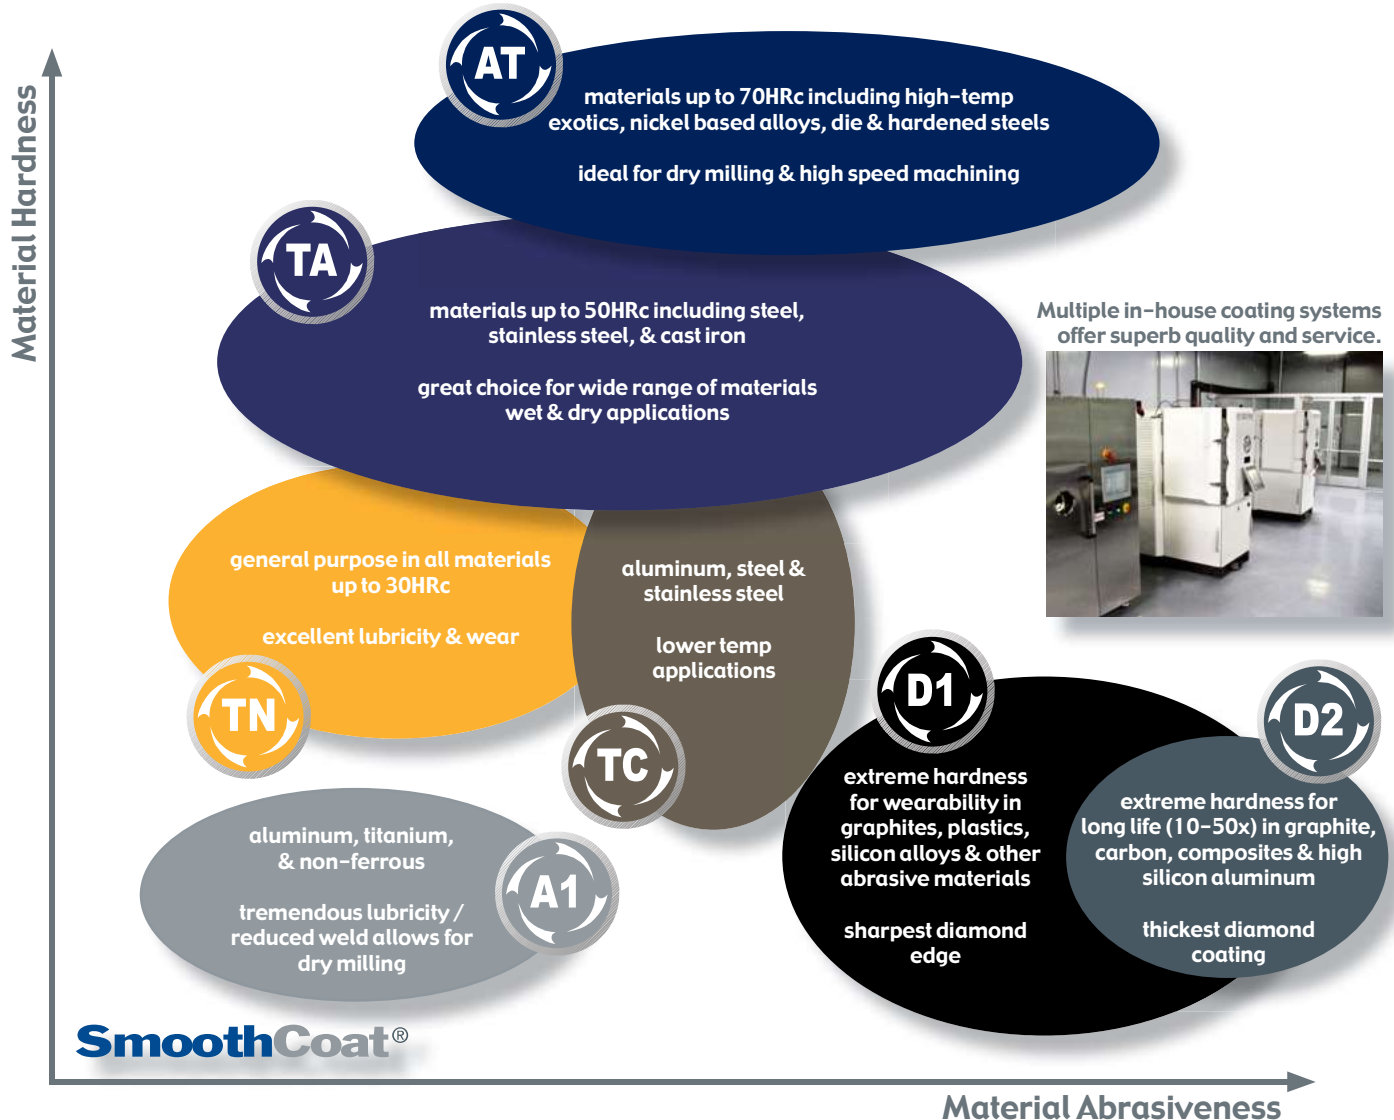 AT
materials up to 70HRc including high-temp
exotics, nickel based alloys, die & hardened steels
ideal for dry milling & high speed machining
Material Hardness
TA
materials up to 50HRc including steel,
stainless steel, & cast iron
great choice for wide range of materials
wet & dry applications
Multiple in-house coating systems
offer superb quality and service.
general purpose in all materials
up to 30HRc
excellent lubricity & wear
TN
aluminum, steel &
stainless steel
lower temp
applications
TC
D1
extreme hardness
for wearability in
graphites, plastics,
silicon alloys & other
abrasive materials
sharpest diamond
edge
D2
extreme hardness for
long life (10-50x) in graphite,
carbon, composites & high
silicon aluminum
thickest diamond
coating
aluminum, titanium,
& non-ferrous
tremendous lubricity /
reduced weld allows for
dry milling
A1
SmoothCoat®
Material Abrasiveness